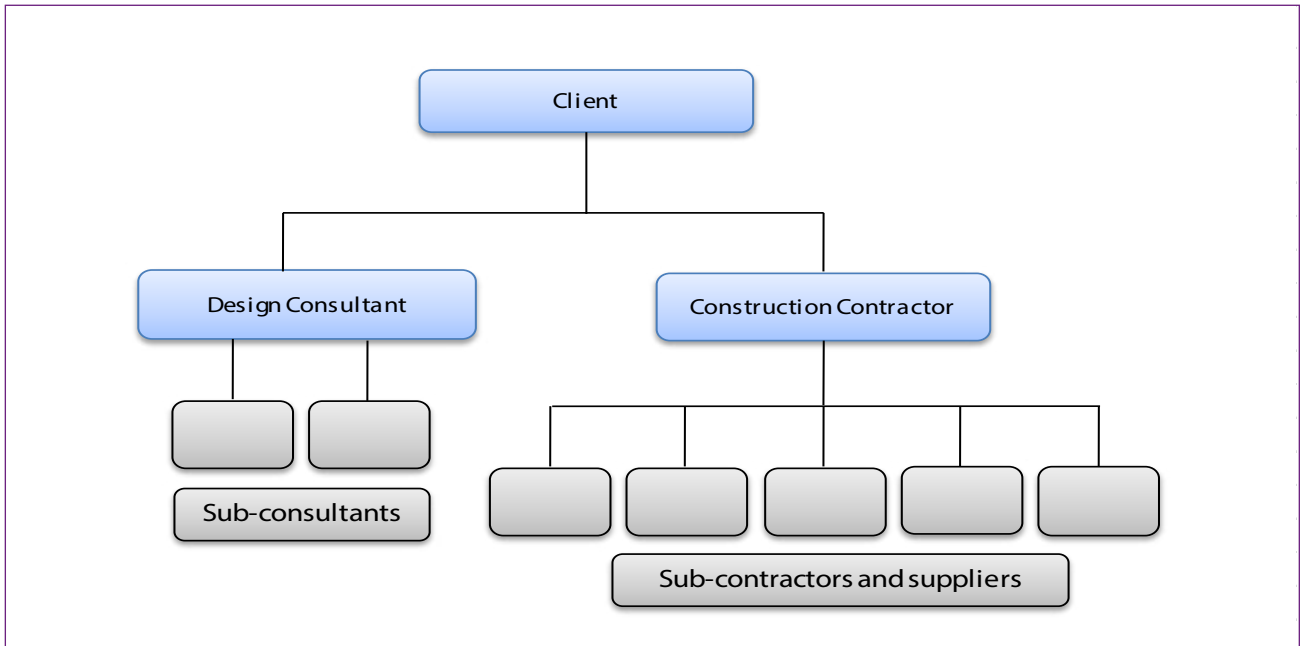 Client
Design Consultant
Construction Contractor
Sub-consultants
Sub-contractors and suppliers